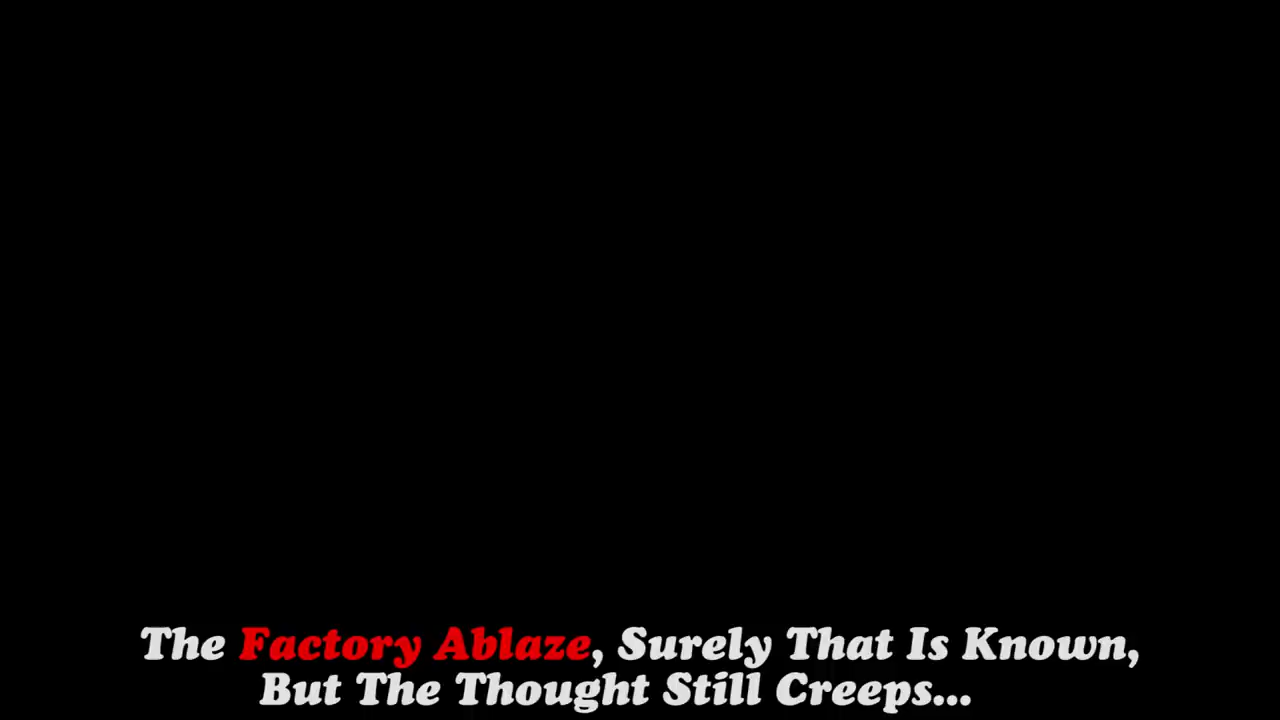 The Factory Ablaze, Surely That Is Known,
But The Thought Still Creeps...